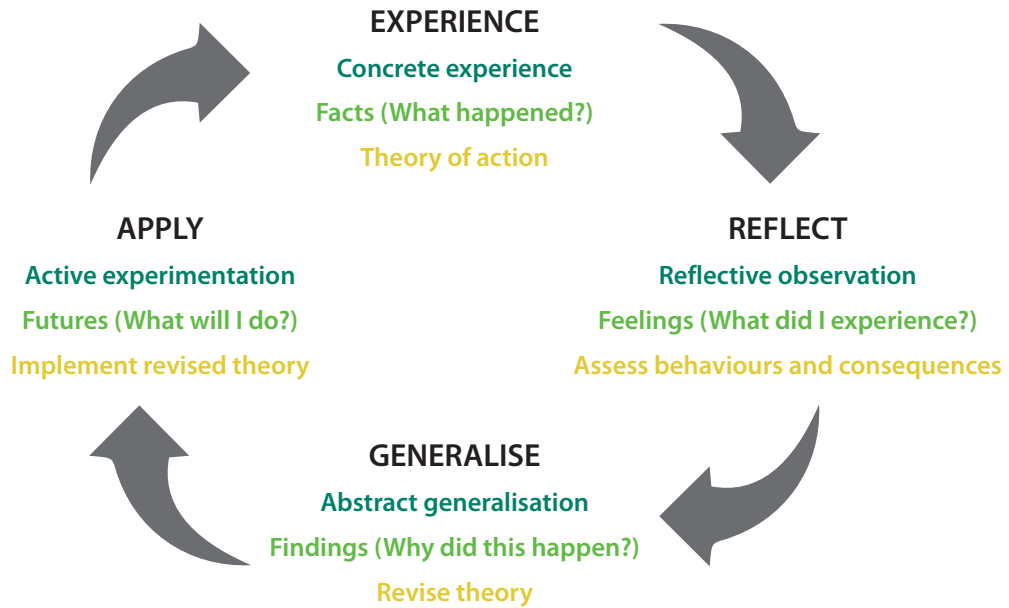 EXPERIENCE
Concrete experience
Facts (What happened?)
Theory of action
REFLECT
Reflective observation
Feelings (What did I experience?)
Assess behaviours and consequences
GENERALISE
Abstract generalisation
Findings (Why did this happen?)
Revise theory
APPLY
Active experimentation
Futures (What will I do?)
Implement revised theory